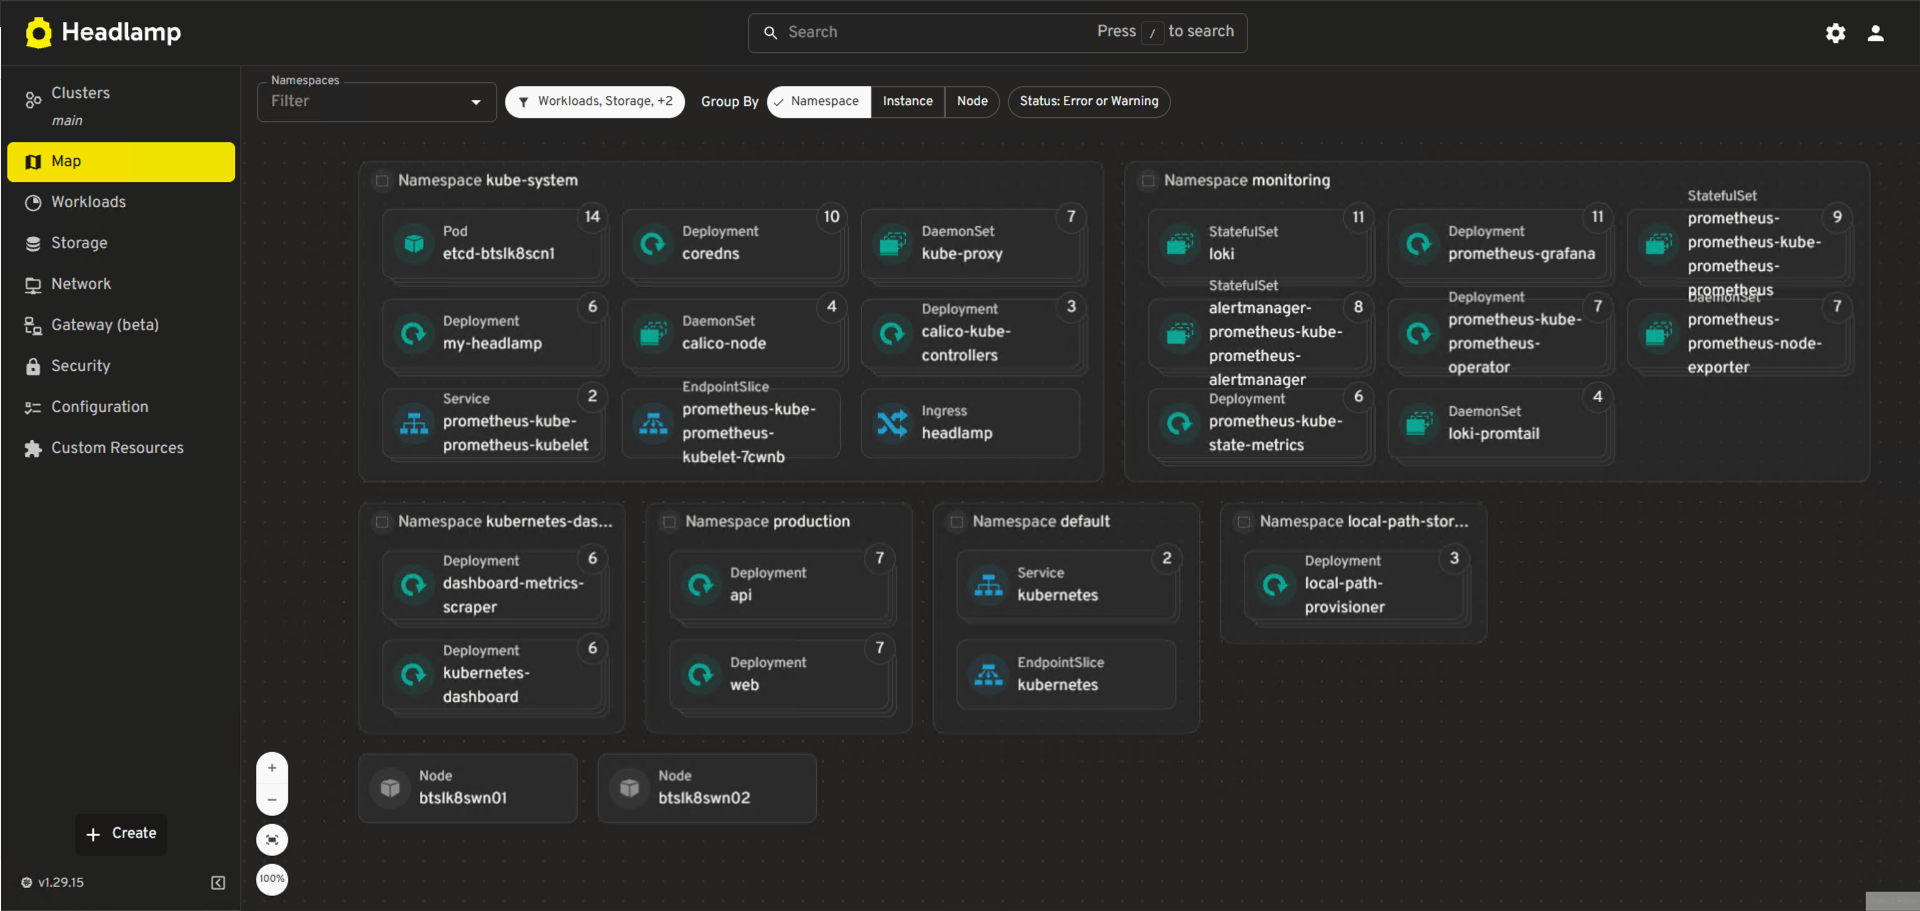 Headlamp
Search
Press / to search
Clusters
main
Map
Workloads
Storage
Network
Gateway (beta)
Security
Configuration
Custom Resources
Create
v1.29.15
Namespaces
Filter
Workloads, Storage, +2
Group By
Namespace
Instance
Node
Status: Error or Warning
Namespace kube-system
14
Pod
etcd-btslk8scn1
10
Deployment
coredns
7
DaemonSet
kube-proxy
6
Deployment
my-headlamp
4
DaemonSet
calico-node
3
Deployment
calico-kube-
controllers
2
Service
prometheus-kube-
prometheus-kubelet
EndpointSlice
prometheus-kube-
prometheus-
kubelet-7cwnb
Ingress
headlamp
Namespace monitoring
11
StatefulSet
loki
11
Deployment
prometheus-grafana
9
StatefulSet
prometheus-
prometheus-kube-
prometheus-
prometheus
8
StatefulSet
alertmanager-
prometheus-kube-
prometheus-
alertmanager
7
Deployment
prometheus-kube-
prometheus-
operator
7
DaemonSet
prometheus-
prometheus-node-
exporter
6
Deployment
prometheus-kube-
state-metrics
4
DaemonSet
loki-promtail
Namespace kubernetes-das...
6
Deployment
dashboard-metrics-
scraper
6
Deployment
kubernetes-
dashboard
Namespace production
7
Deployment
api
7
Deployment
web
Namespace default
2
Service
kubernetes
EndpointSlice
kubernetes
Namespace local-path-stor...
3
Deployment
local-path-
provisioner
Node
btslk8swn01
Node
btslk8swn02
+
−
100%